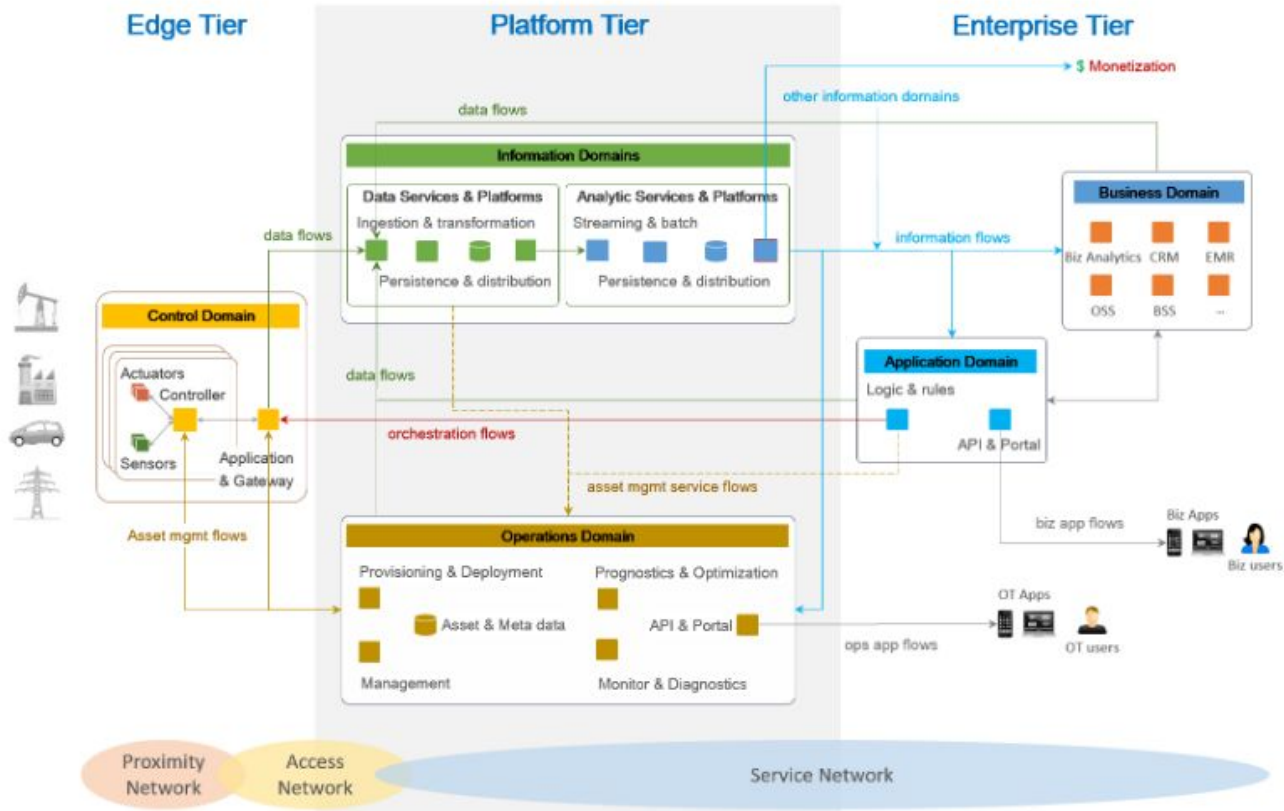 Edge Tier
Platform Tier
Enterprise Tier
$ Monetization
other information domains
data flows
Information Domains
Data Services & Platforms
Analytic Services & Platforms
Ingestion & transformation
Streaming & batch
Persistence & distribution
Persistence & distribution
data flows
information flows
Business Domain
Biz Analytics
CRM
EMR
OSS
BSS
...
Control Domain
Actuators
Controller
Sensors
Application
& Gateway
data flows
Application Domain
Logic & rules
API & Portal
orchestration flows
asset mgmt service flows
Asset mgmt flows
Operations Domain
Provisioning & Deployment
Prognostics & Optimization
Asset & Meta data
API & Portal
Management
Monitor & Diagnostics
biz app flows
Biz Apps
Biz users
OT Apps
ops app flows
OT users
Proximity
Network
Access
Network
Service Network